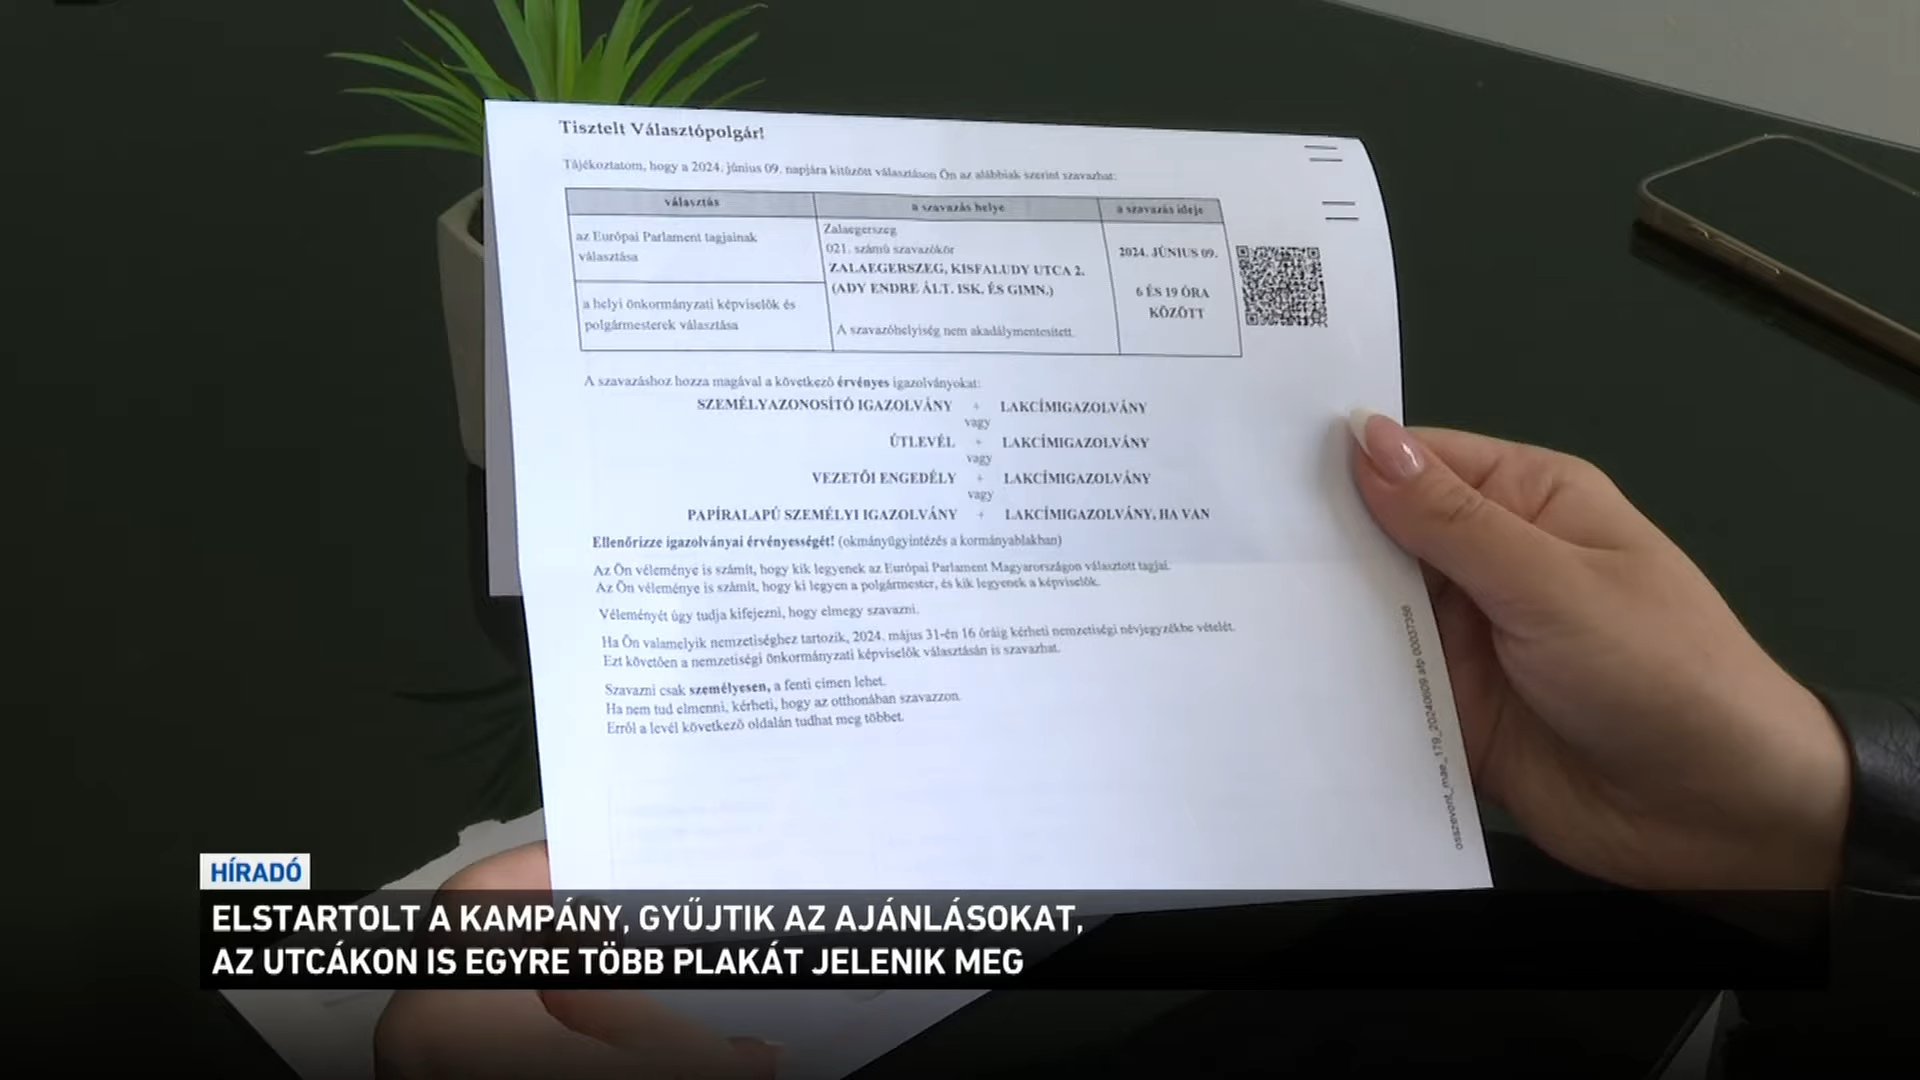 Tisztelt Választópolgár!
Tájékoztatom, hogy a 2024. június 09. napjára kitűzött választáson Ön az alábbiak szerint szavazhat:
választás
a szavazás helye
a szavazás ideje
az Európai Parlament tagjainak
választása
a helyi önkormányzati képviselők és
polgármesterek választása
Zalaegerszeg
021. számú szavazókör
ZALAEGERSZEG, KISFALUDY UTCA 2.
(ADY ENDRE ÁLT. ISK. ÉS GIMN.)
A szavazóhelyiség nem akadálymentesített.
2024. JÚNIUS 09.
6 ÉS 19 ÓRA
KÖZÖTT
A szavazáshoz hozza magával a következő érvényes igazolványokat:
SZEMÉLYAZONOSÍTÓ IGAZOLVÁNY + LAKCÍMIGAZOLVÁNY
vagy
ÚTLEVÉL + LAKCÍMIGAZOLVÁNY
vagy
VEZETŐI ENGEDÉLY + LAKCÍMIGAZOLVÁNY
vagy
PAPÍRALAPÚ SZEMÉLYI IGAZOLVÁNY + LAKCÍMIGAZOLVÁNY, HA VAN
Ellenőrizze igazolványai érvényességét! (okmányügyintézés a kormányablakban)
Az Ön véleménye is számít, hogy kik legyenek az Európai Parlament Magyarországon választott tagjai.
Az Ön véleménye is számít, hogy ki legyen a polgármester, és kik legyenek a képviselők.
Véleményét úgy tudja kifejezni, hogy elmegy szavazni.
Ha Ön valamelyik nemzetiséghez tartozik, 2024. május 31-én 16 óráig kérheti nemzetiségi névjegyzékbe vételét.
Ezt követően a nemzetiségi önkormányzati képviselők választásán is szavazhat.
Szavazni csak személyesen, a fenti címen lehet.
Ha nem tud elmenni, kérheti, hogy az otthonában szavazzon.
Erről a levél következő oldalán tudhat meg többet.
osszevont_mae_179_20240609.afp 0037356
HÍRADÓ
ELSTARTOLT A KAMPÁNY, GYŰJTIK AZ AJÁNLÁSOKAT,
AZ UTCÁKON IS EGYRE TÖBB PLAKÁT JELENIK MEG